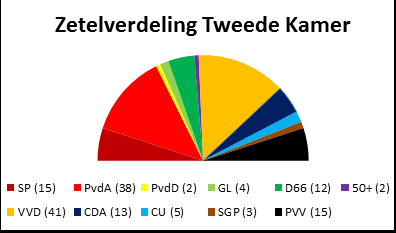 Zetelverdeling Tweede Kamer
SP (15) PvdA (38) PvdD (2) GL (4) D66 (12) 50+ (2)
VVD (41) CDA (13) CU (5) SGP (3) PVV (15)